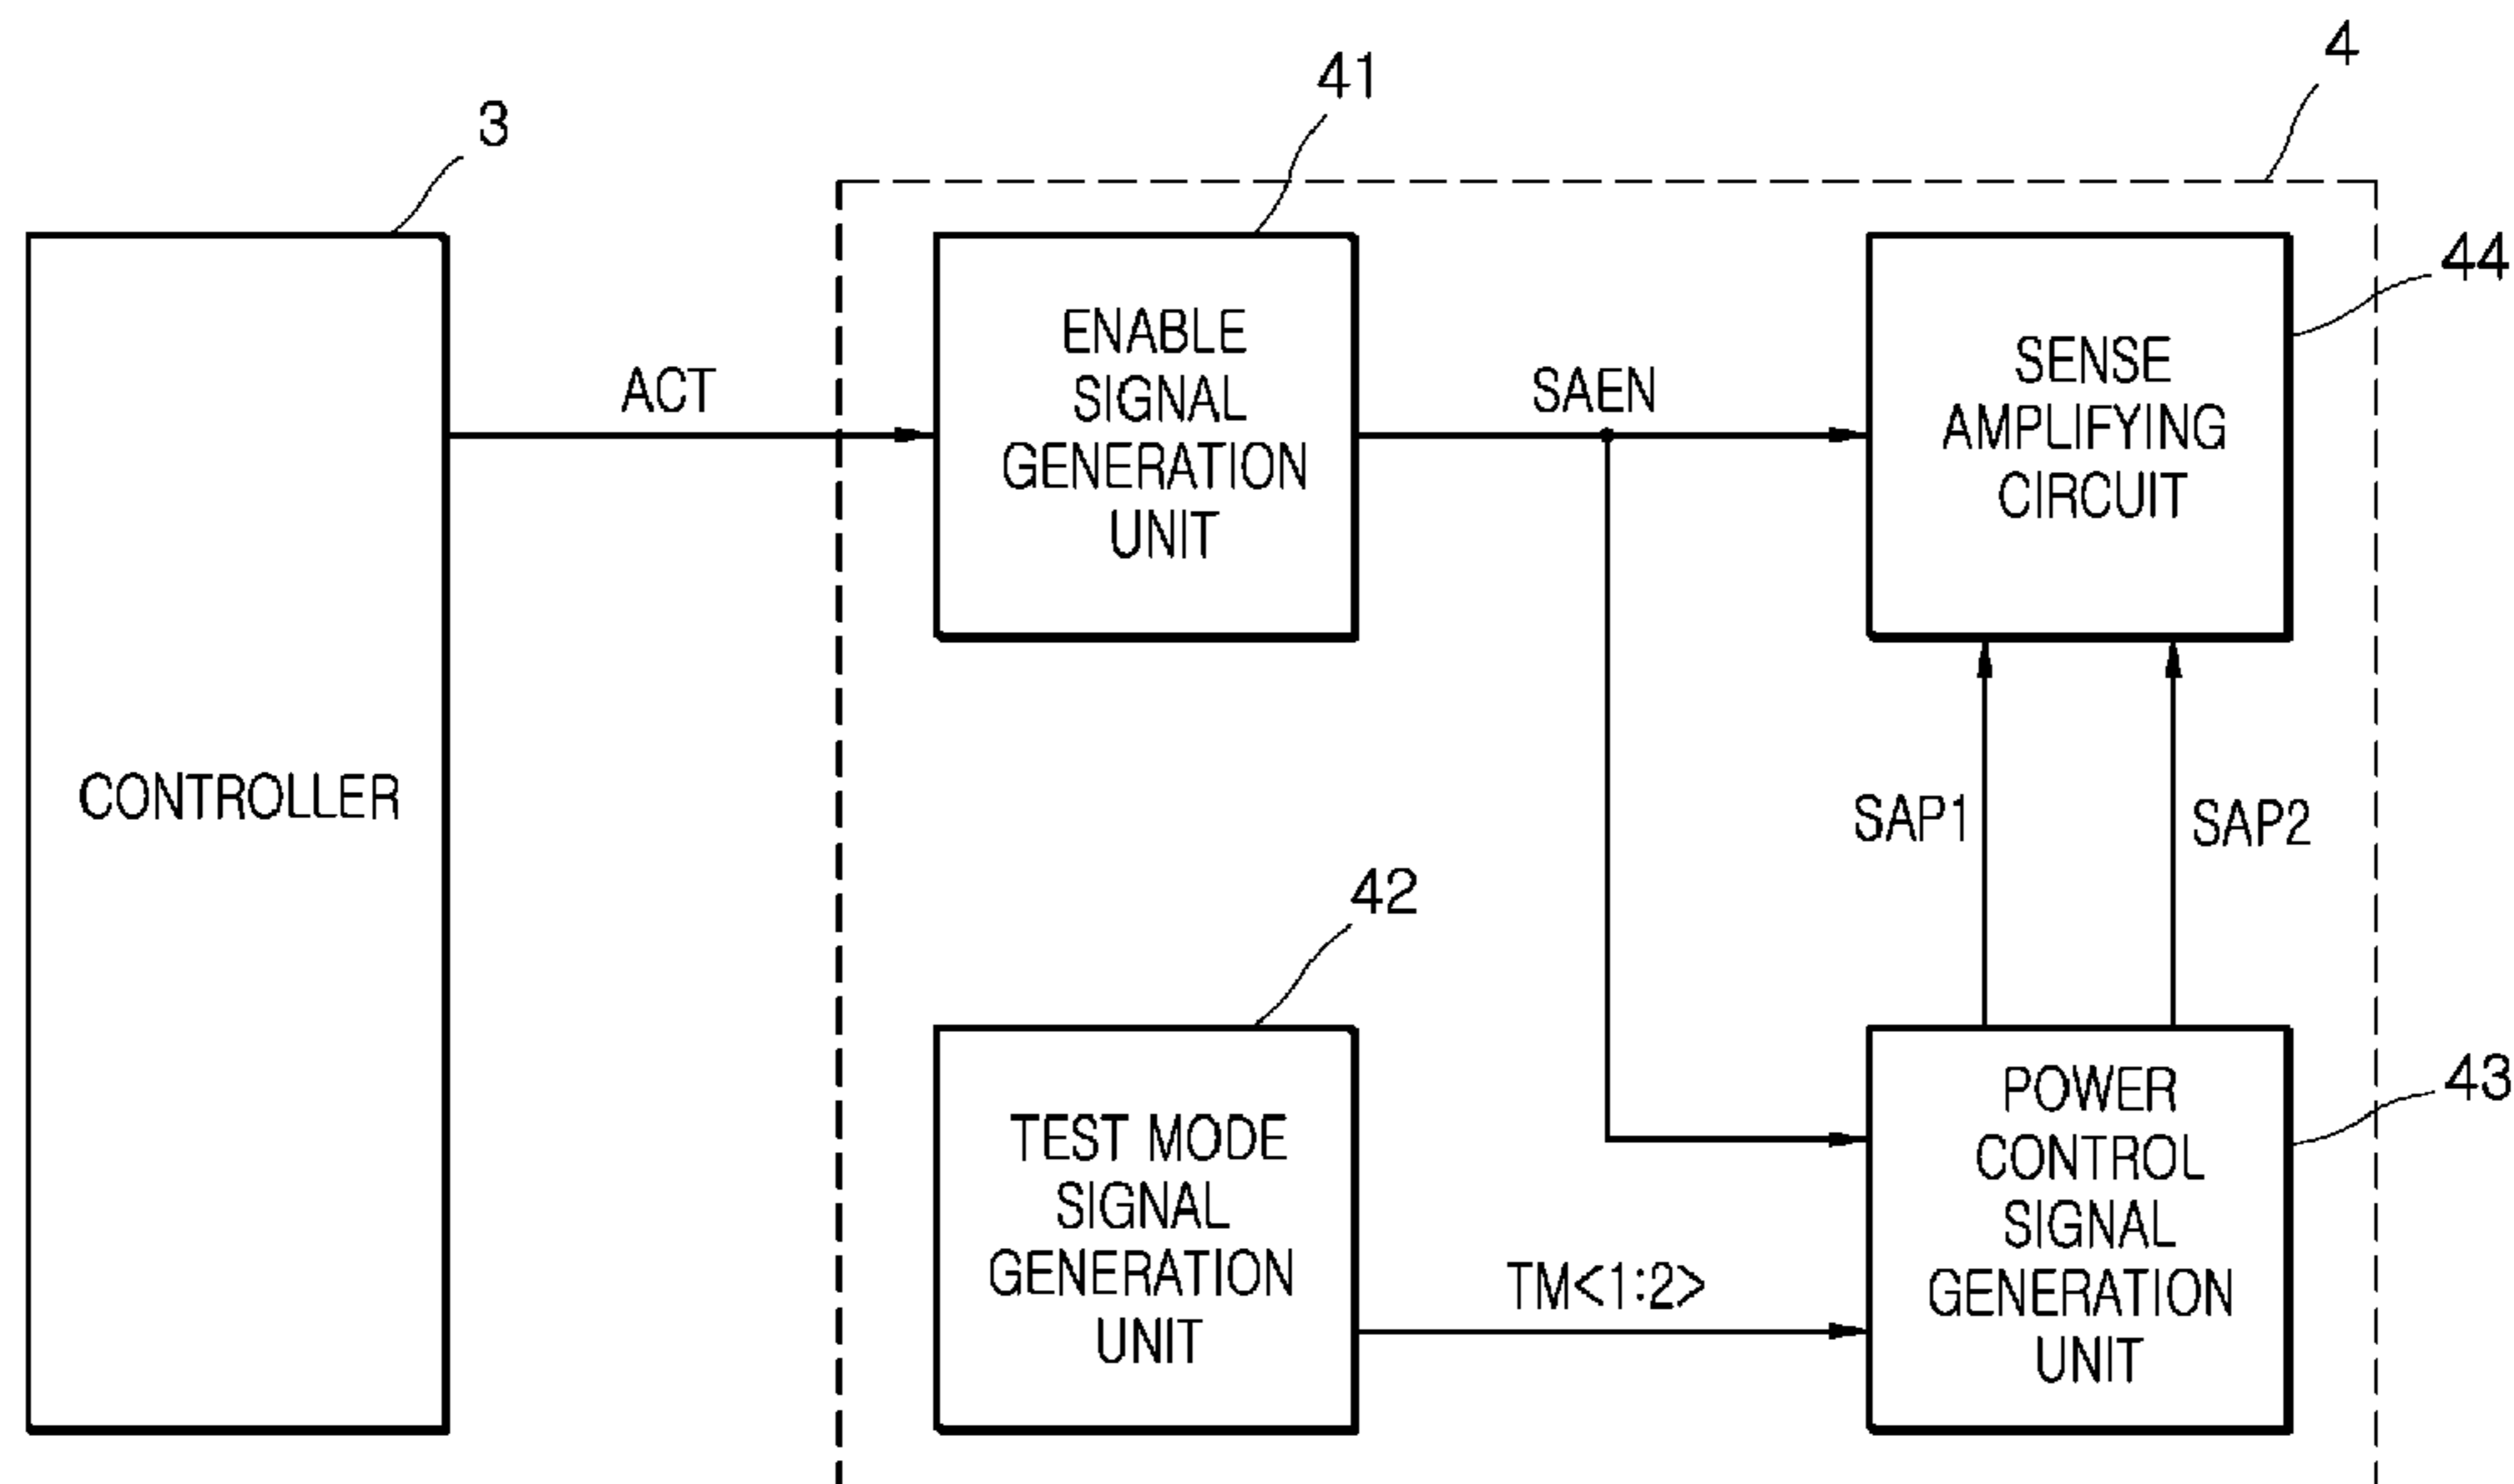 4
41
3
44
ENABLE
SIGNAL
GENERATION
UNIT
SENSE
AMPLIFYING
CIRCUIT
ACT
SAEN
CONTROLLER
SAP1
SAP2
42
43
TEST MODE
SIGNAL
GENERATION
UNIT
POWER
CONTROL
SIGNAL
GENERATION
UNIT
TM<1:2>